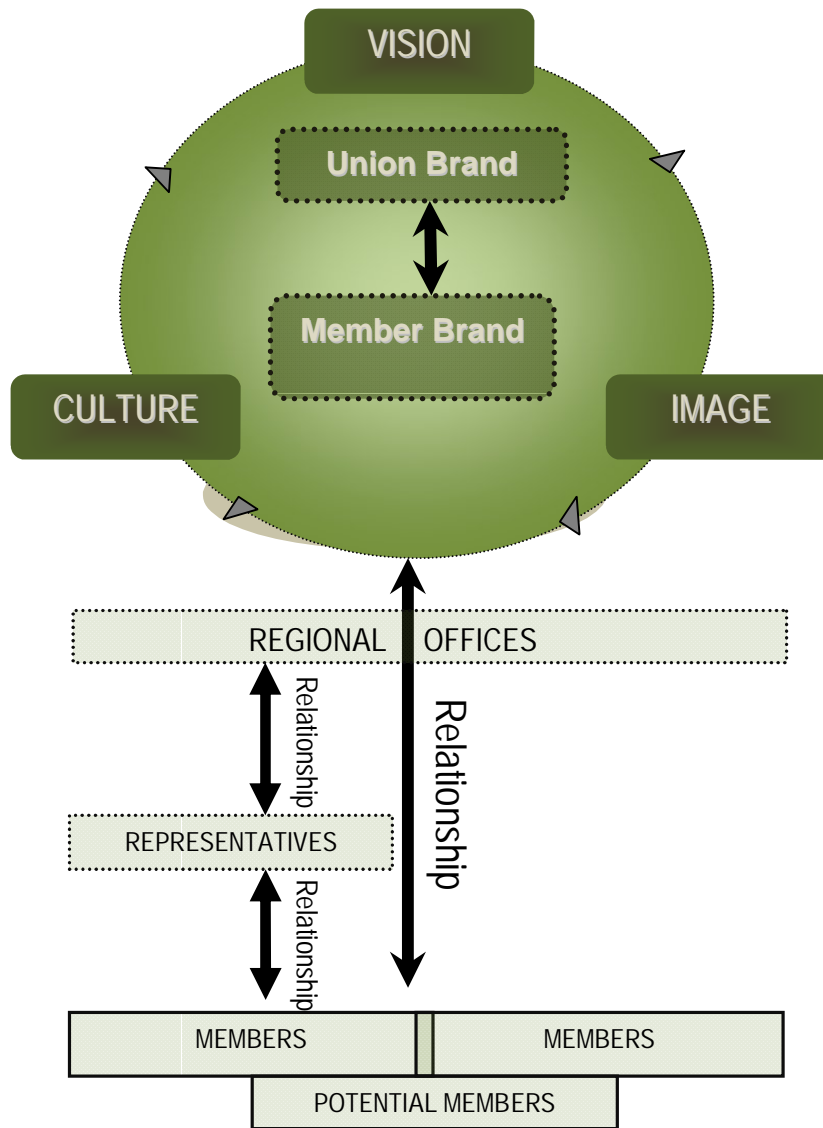 VISION
Union Brand
Member Brand
CULTURE
IMAGE
REGIONAL OFFICES
Relationship
Relationship
REPRESENTATIVES
Relationship
MEMBERS
MEMBERS
POTENTIAL MEMBERS